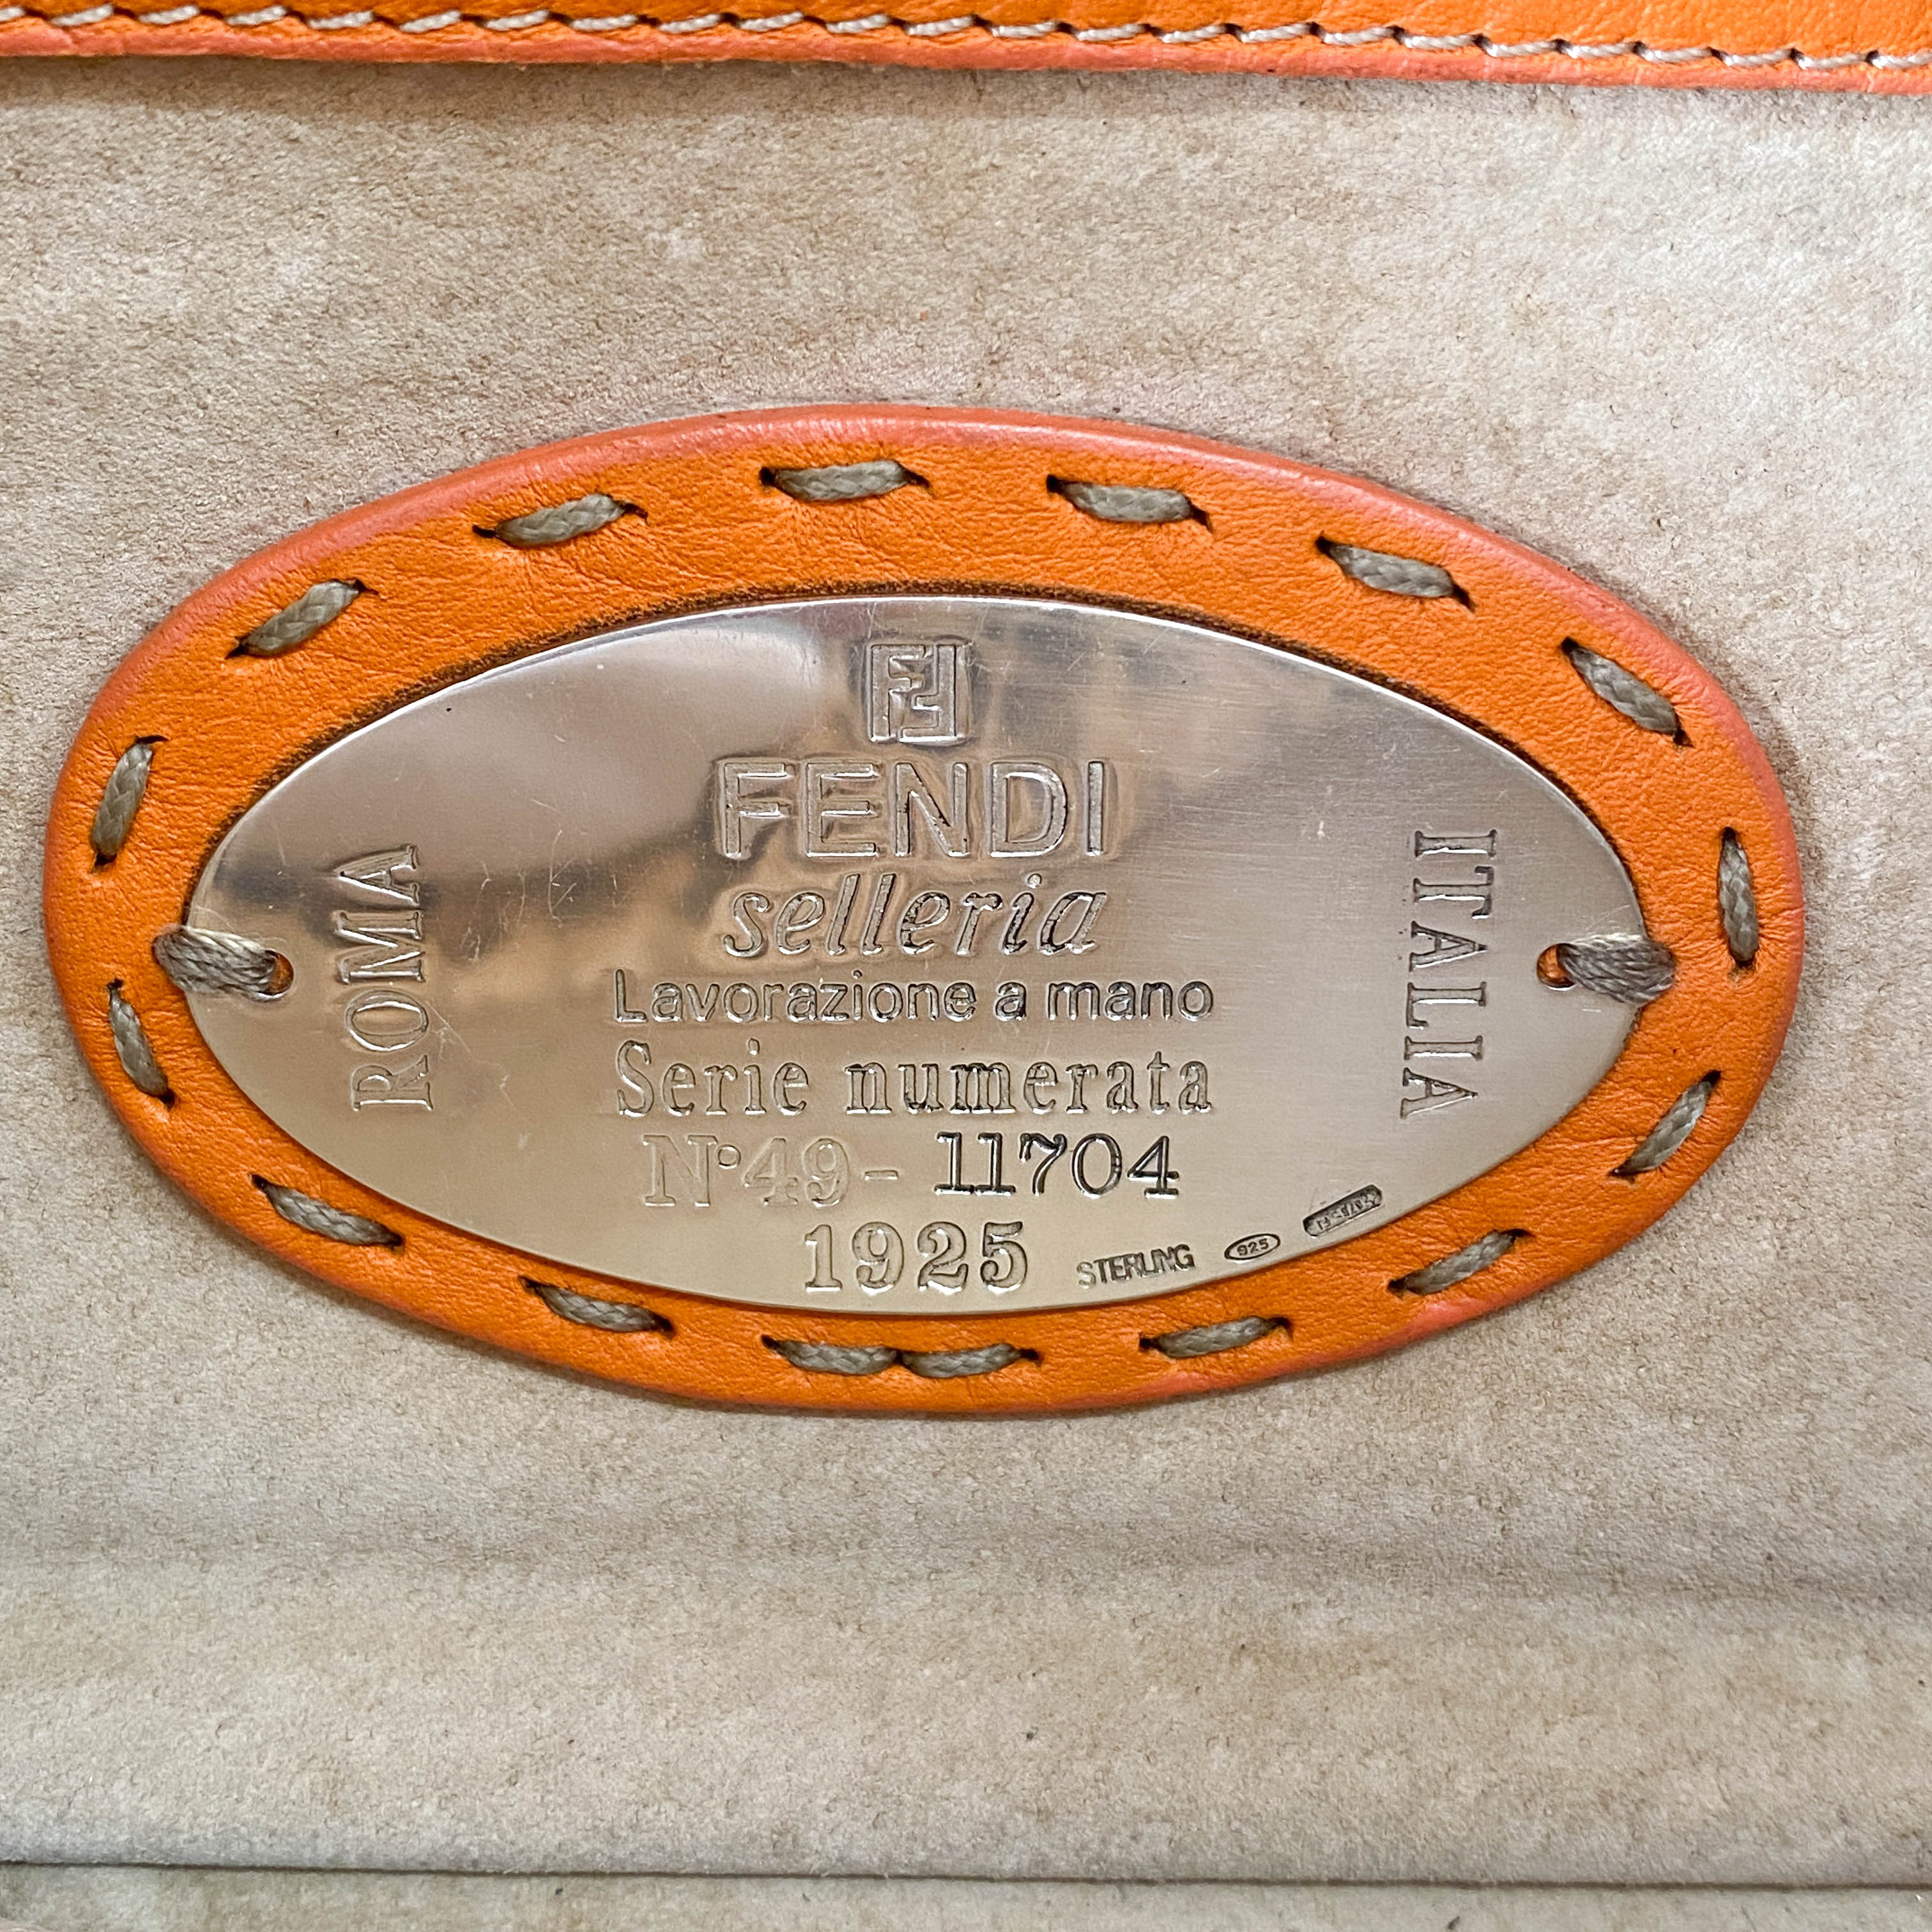 ROMA
FF
FENDI
selleria
Lavorazione a mano
Serie numerata
N° 49- 11704
1925
STERLING 925
ITALIA